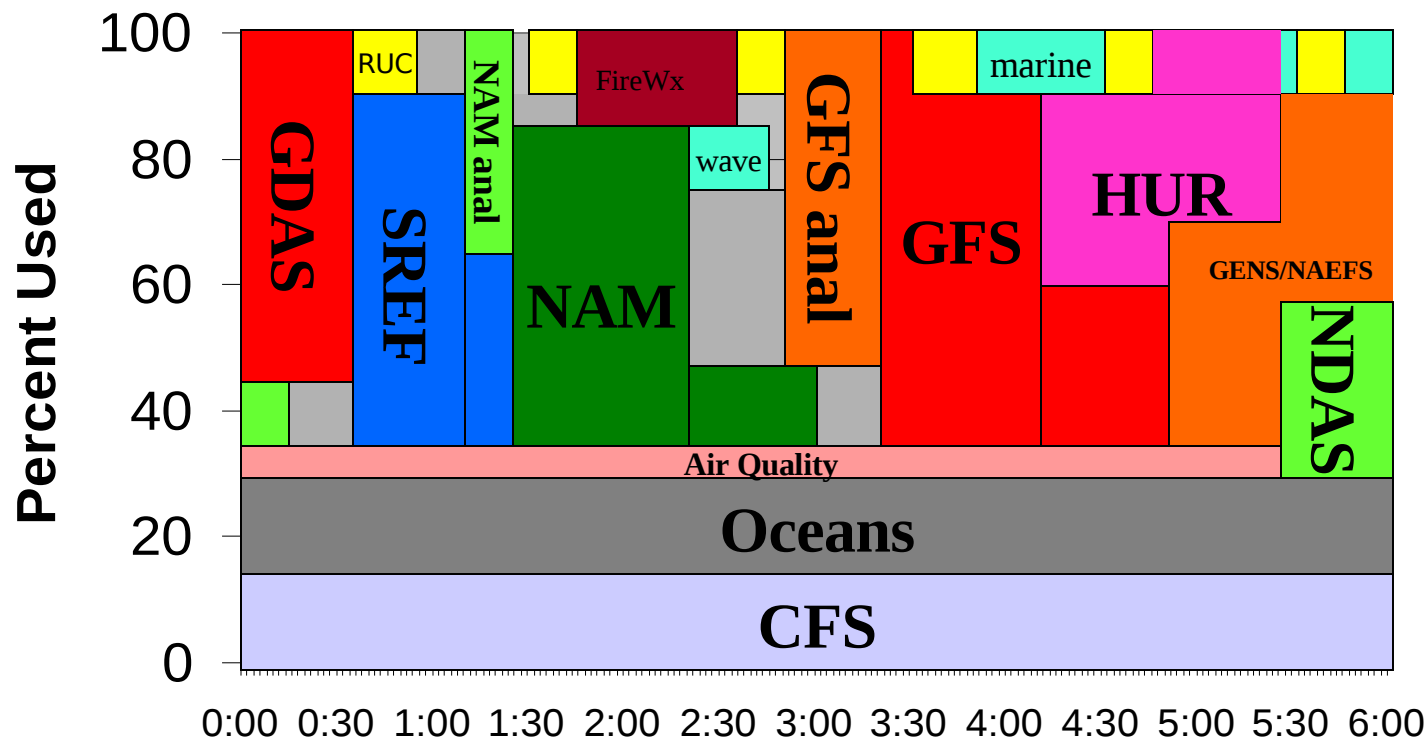 100
80
60
40
20
0
Percent Used
GDAS
RUC
SREF
NAM anal
FireWx
NAM
wave
GFS anal
GFS
marine
HUR
GENS/NAEFS
NDAS
Air Quality
Oceans
CFS
0:00 0:30 1:00 1:30 2:00 2:30 3:00 3:30 4:00 4:30 5:00 5:30 6:00